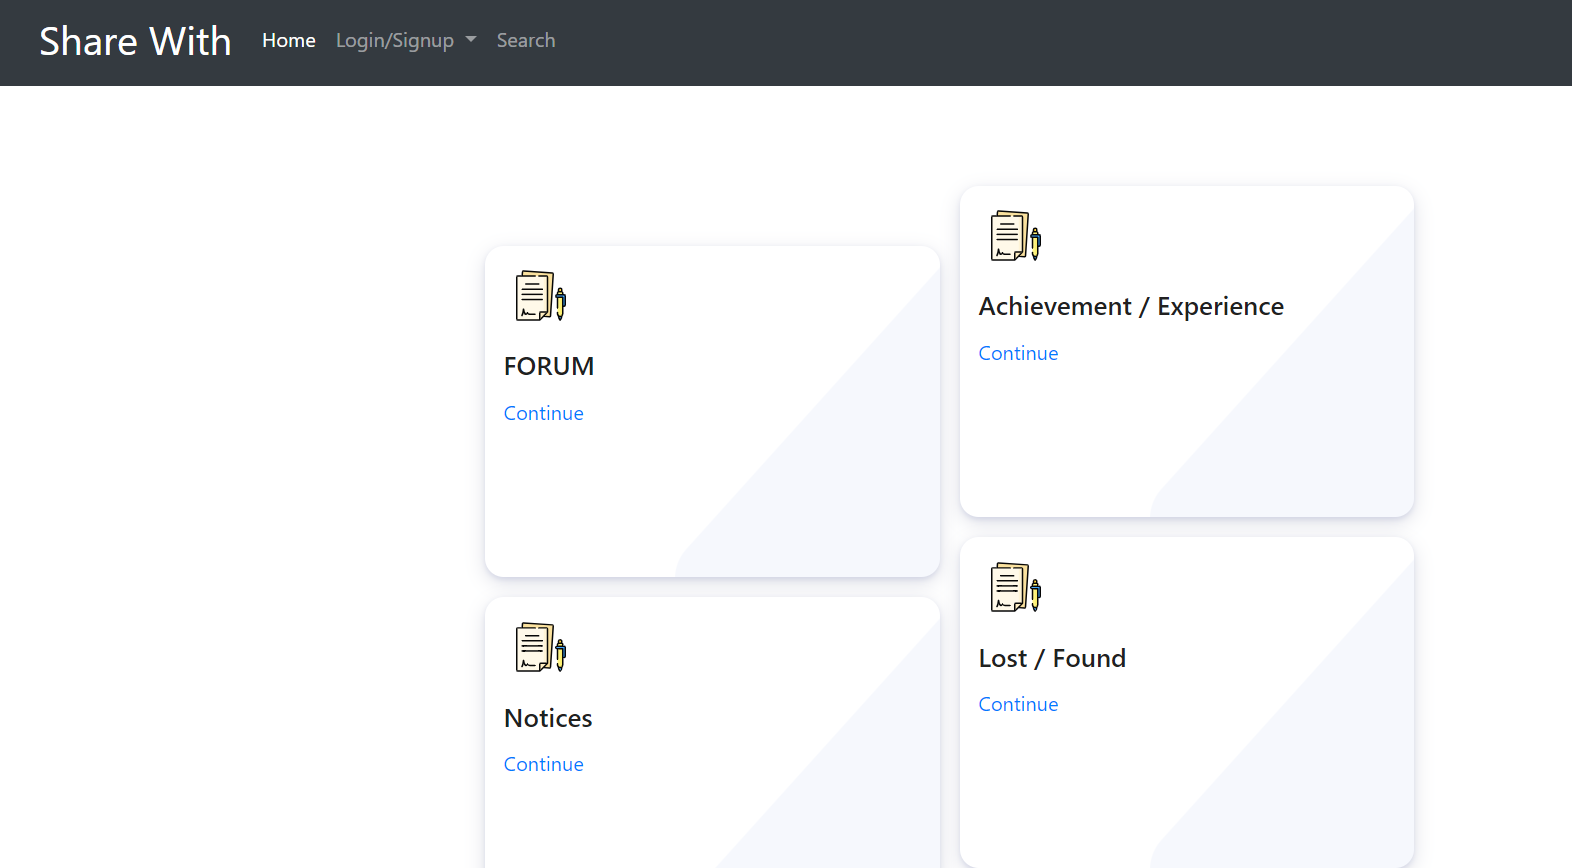 Share With
Home
Login/Signup
Search
FORUM
Continue
Achievement / Experience
Continue
Notices
Continue
Lost / Found
Continue